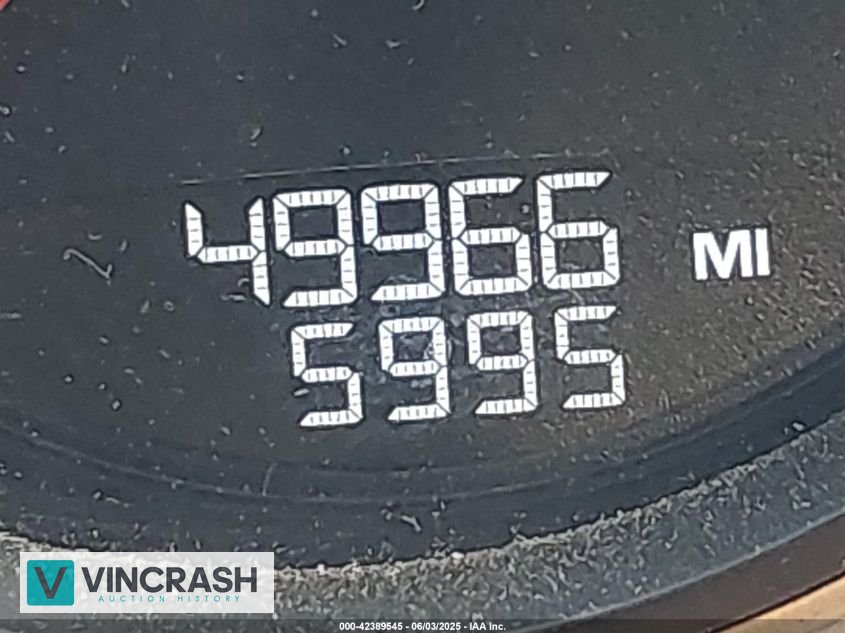 49966 MI
5995
VINCRASH
AUCTION HISTORY
000-42389545 - 06/03/2025 - IAA Inc.